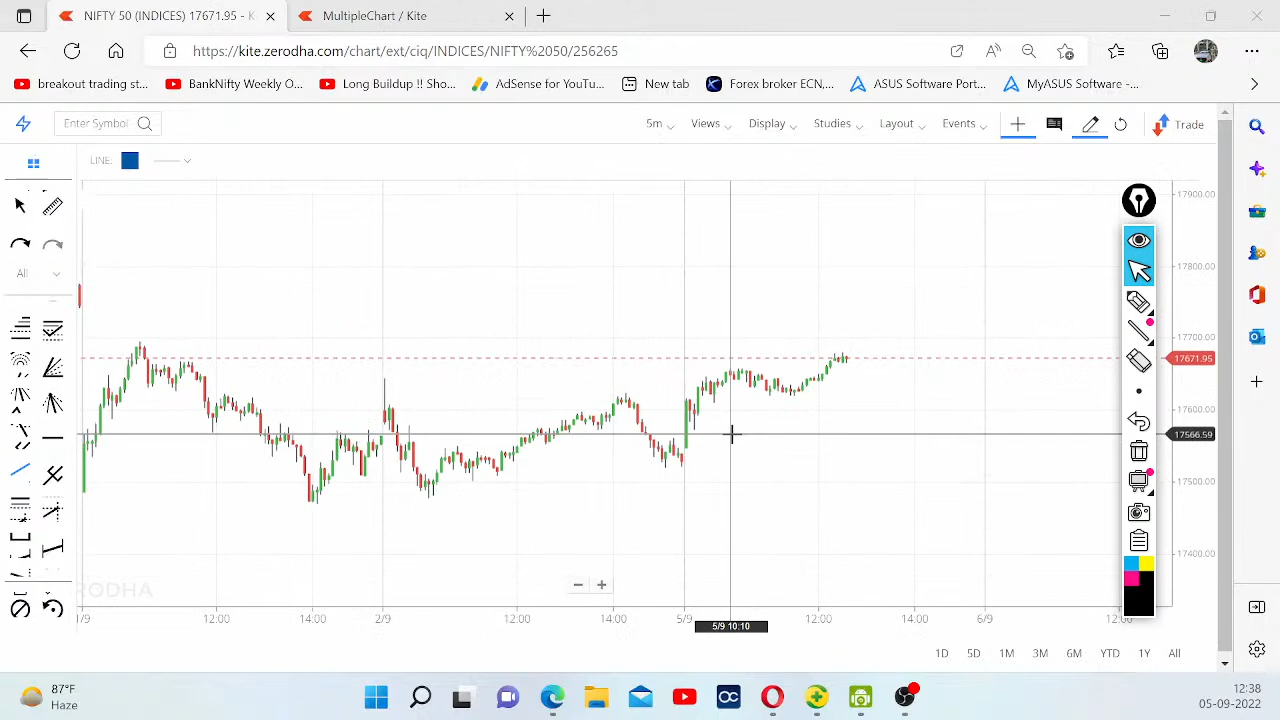 NIFTY 50 (INDICES) 17671.95 - K
MultipleChart / Kite
https://kite.zerodha.com/chart/ext/ciq/INDICES/NIFTY%2050/256265
breakout trading st...
BankNifty Weekly O...
Long Buildup !! Sho...
AdSense for YouTu...
New tab
Forex broker ECN,...
ASUS Software Port...
MyASUS Software -...
Enter Symbol
5m
Views
Display
Studies
Layout
Events
Trade
LINE:
All
17900.00
17800.00
17700.00
17671.95
17600.00
17566.59
17500.00
17400.00
12:00
14:00
2/9
12:00
14:00
5/9
12:00
14:00
6/9
5/9 10:10
1D
5D
1M
3M
6M
YTD
1Y
All
87°F
Haze
OC
12:38
05-09-2022